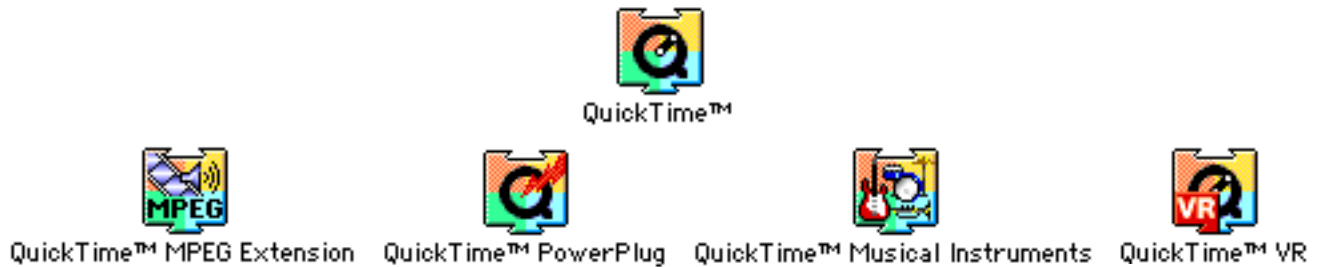 QuickTime™
MPEG
VR
QuickTime™ MPEG Extension
QuickTime™ PowerPlug
QuickTime™ Musical Instruments
QuickTime™ VR